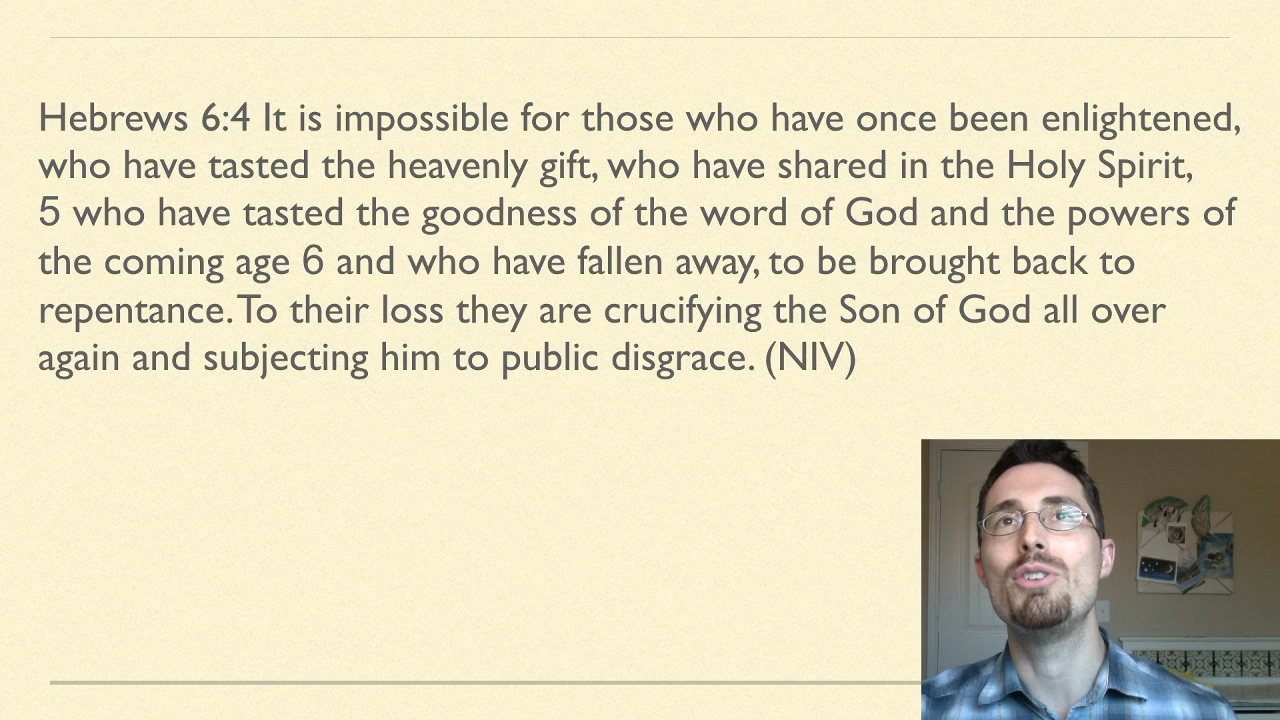 Hebrews 6:4 It is impossible for those who have once been enlightened,
who have tasted the heavenly gift, who have shared in the Holy Spirit,
5 who have tasted the goodness of the word of God and the powers of
the coming age 6 and who have fallen away, to be brought back to
repentance. To their loss they are crucifying the Son of God all over
again and subjecting him to public disgrace. (NIV)